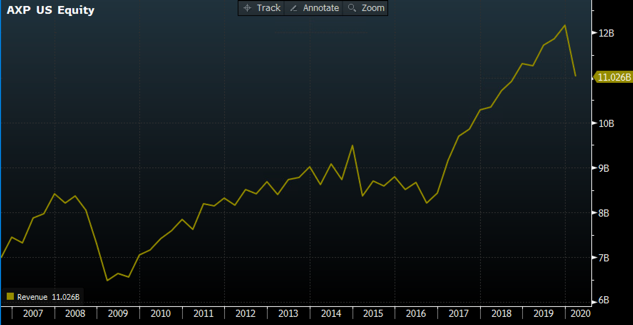 AXP US Equity
Track Annotate Zoom
12B
11.026B
10B
9B
8B
7B
6B
Revenue 11.026B
2007 2008 2009 2010 2011 2012 2013 2014 2015 2016 2017 2018 2019 2020